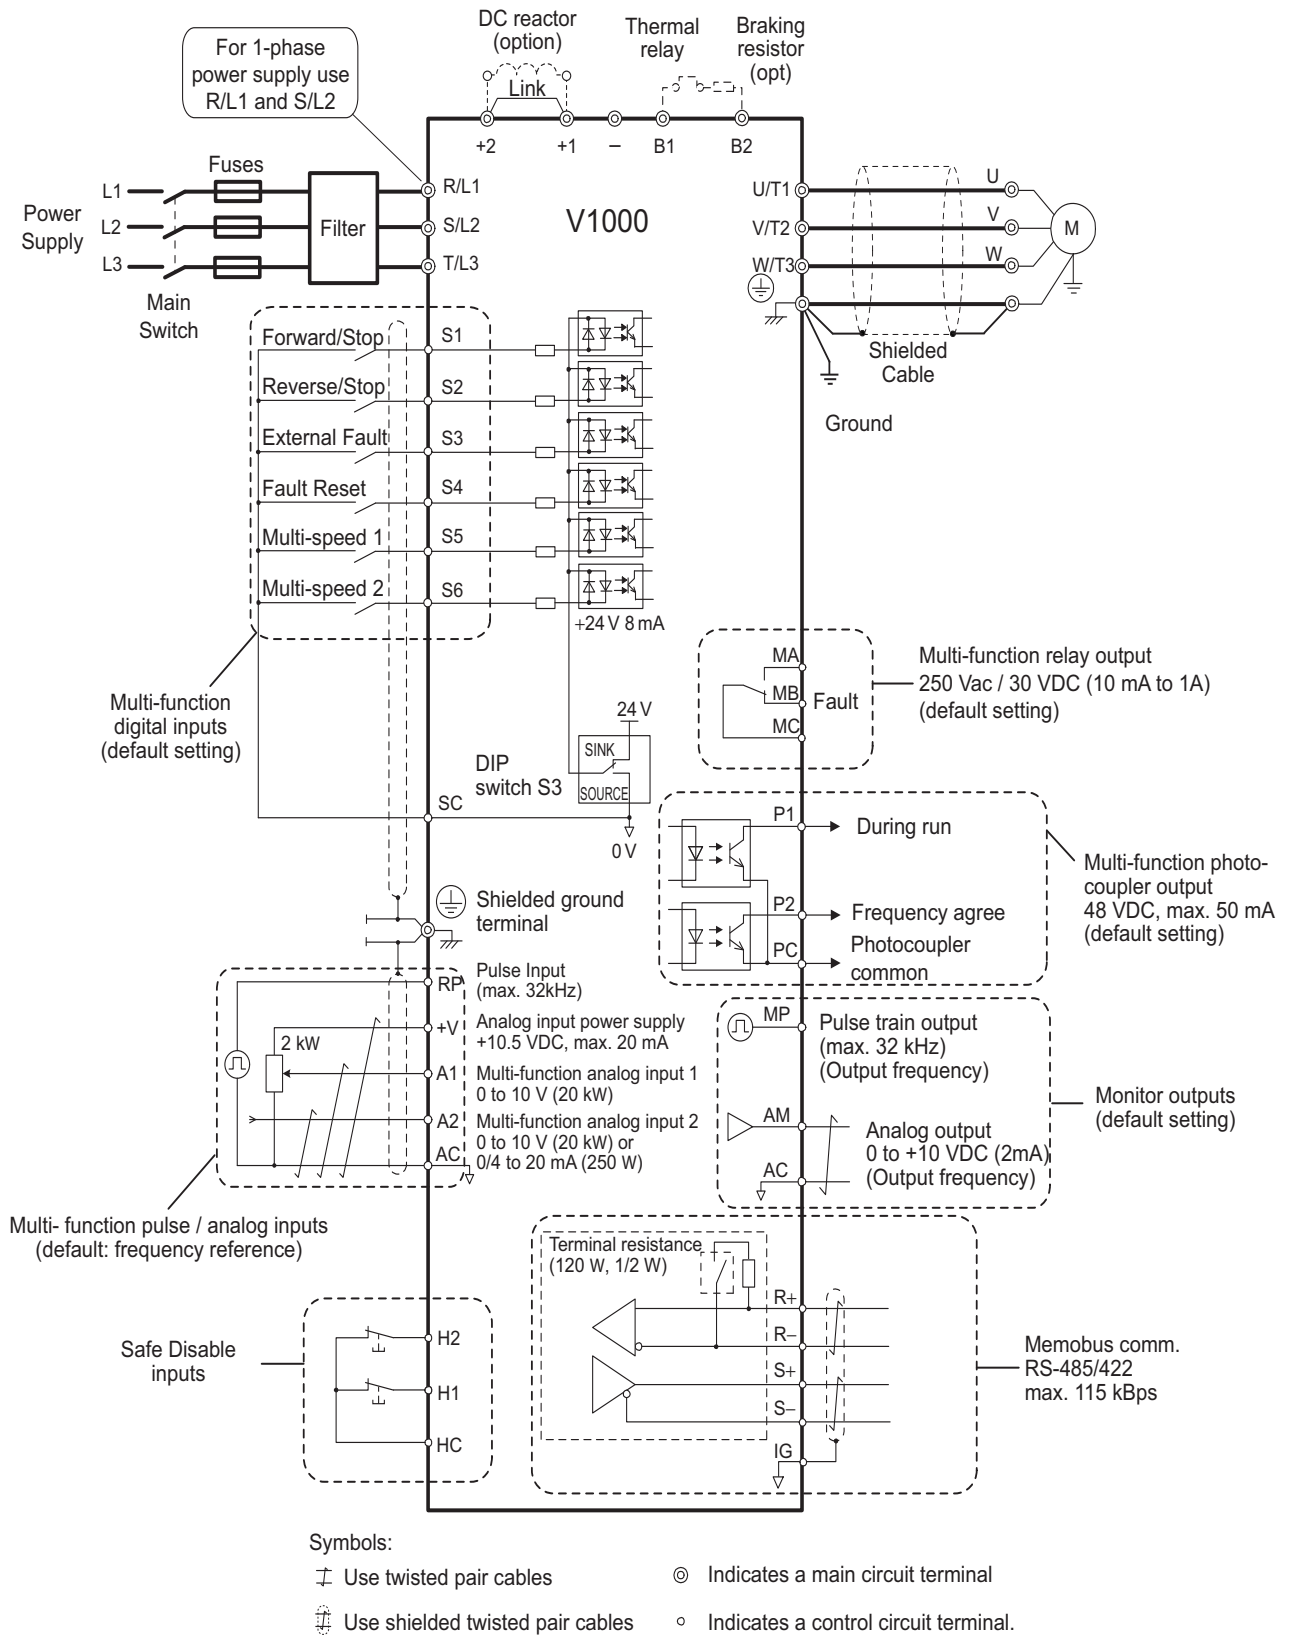 DC reactor
(option)
Thermal
relay
Braking
resistor
(opt)
For 1-phase
power supply use
R/L1 and S/L2
Link
+2
+1
–
B1
B2
Fuses
Power
Supply
L1
L2
L3
Filter
Main
Switch
R/L1
S/L2
T/L3
V1000
U/T1
V/T2
W/T3
U
V
W
M
Shielded
Cable
Ground
Forward/Stop
S1
Reverse/Stop
S2
External Fault
S3
Fault Reset
S4
Multi-speed 1
S5
Multi-speed 2
S6
+24 V 8 mA
Multi-function
digital inputs
(default setting)
24 V
SINK
SOURCE
DIP
switch S3
SC
0 V
MA
MB
MC
Fault
Multi-function relay output
250 Vac / 30 VDC (10 mA to 1A)
(default setting)
P1
During run
P2
Frequency agree
PC
Photocoupler
common
Multi-function photo-
coupler output
48 VDC, max. 50 mA
(default setting)
Shielded ground
terminal
RP
Pulse Input
(max. 32kHz)
+V
Analog input power supply
+10.5 VDC, max. 20 mA
2 kW
A1
Multi-function analog input 1
0 to 10 V (20 kW)
A2
Multi-function analog input 2
0 to 10 V (20 kW) or
0/4 to 20 mA (250 W)
AC
Multi- function pulse / analog inputs
(default: frequency reference)
MP
Pulse train output
(max. 32 kHz)
(Output frequency)
AM
Analog output
0 to +10 VDC (2mA)
(Output frequency)
AC
Monitor outputs
(default setting)
Terminal resistance
(120 W, 1/2 W)
R+
R–
S+
S–
IG
Memobus comm.
RS-485/422
max. 115 kBps
Safe Disable
inputs
H2
H1
HC
Symbols:
Use twisted pair cables
Indicates a main circuit terminal
Use shielded twisted pair cables
Indicates a control circuit terminal.